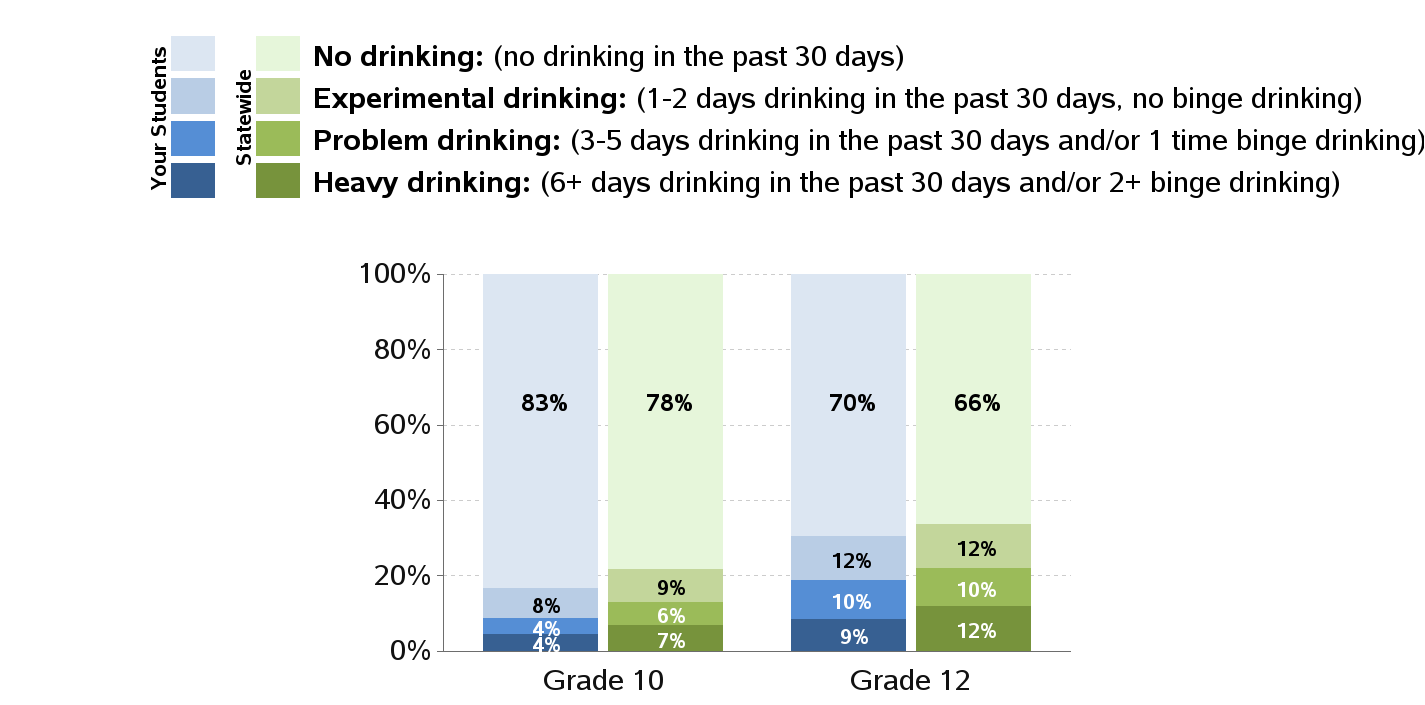 Your Students
Statewide
No drinking: (no drinking in the past 30 days)
Experimental drinking: (1-2 days drinking in the past 30 days, no binge drinking)
Problem drinking: (3-5 days drinking in the past 30 days and/or 1 time binge drinking)
Heavy drinking: (6+ days drinking in the past 30 days and/or 2+ binge drinking)
100%
80%
83% 78% 70% 66%
60%
40%
12%
12%
20%
9%
10%
10%
8%
6%
4%
12%
9%
7%
4%
0%
Grade 10 Grade 12